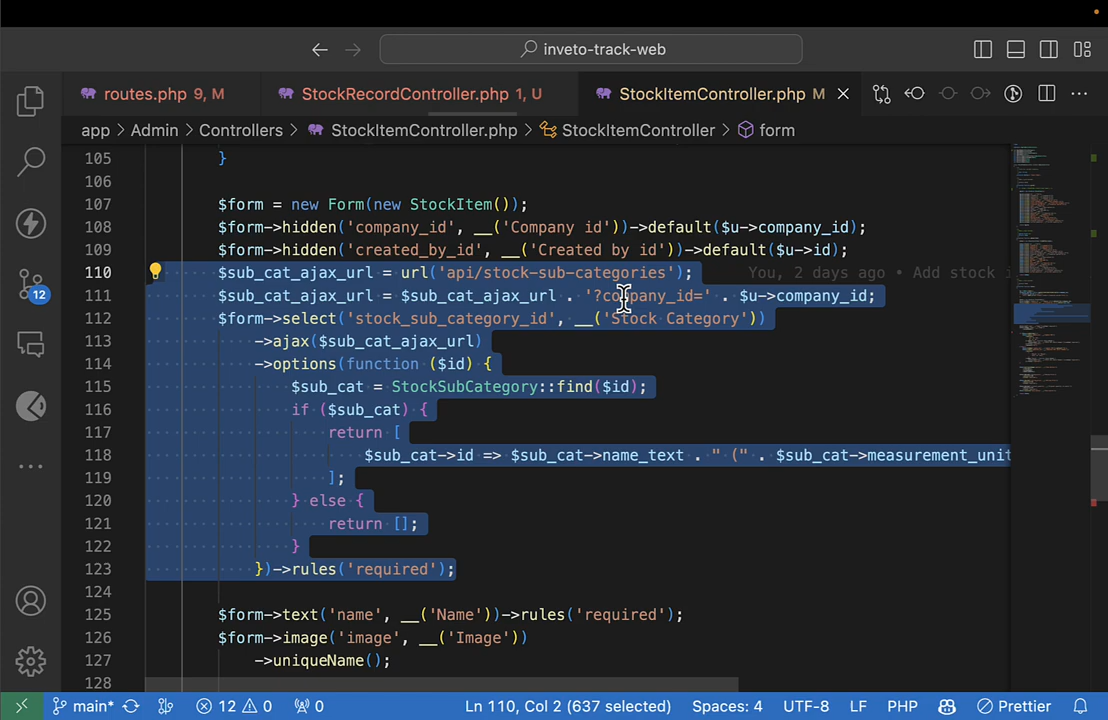 inveto-track-web
routes.php 9, M
StockRecordController.php 1, U
StockItemController.php M
app > Admin > Controllers > StockItemController.php > StockItemController > form
105 }
106
107 $form = new Form(new StockItem());
108 $form->hidden('company_id', __('Company id'))->default($u->company_id);
109 $form->hidden('created_by_id', __('Created by id'))->default($u->id);
110 $sub_cat_ajax_url = url('api/stock-sub-categories'); You, 2 days ago • Add stock i
111 $sub_cat_ajax_url = $sub_cat_ajax_url . '?company_id=' . $u->company_id;
112 $form->select('stock_sub_category_id', __('Stock Category'))
113 ->ajax($sub_cat_ajax_url)
114 ->options(function ($id) {
115 $sub_cat = StockSubCategory::find($id);
116 if ($sub_cat) {
117 return [
118 $sub_cat->id => $sub_cat->name_text . " (" . $sub_cat->measurement_unit
119 ];
120 } else {
121 return [];
122 }
123 })->rules('required');
124
125 $form->text('name', __('Name'))->rules('required');
126 $form->image('image', __('Image'))
127 ->uniqueName();
128
12
main* 12 0 0 Ln 110, Col 2 (637 selected) Spaces: 4 UTF-8 LF PHP Prettier